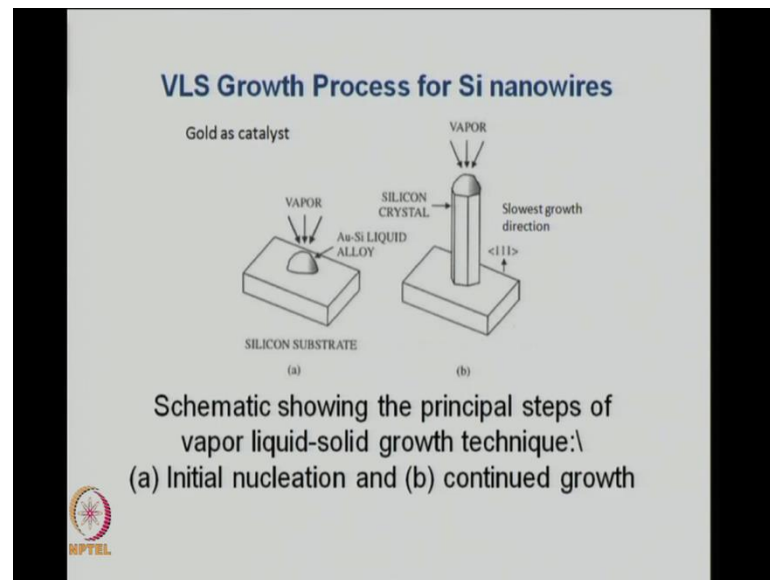 VLS Growth Process for Si nanowires
Gold as catalyst
VAPOR
Au-Si LIQUID
ALLOY
SILICON SUBSTRATE
(a)
VAPOR
SILICON
CRYSTAL
Slowest growth
direction
<111>
(b)
Schematic showing the principal steps of
vapor liquid-solid growth technique:\
(a) Initial nucleation and (b) continued growth
NPTEL